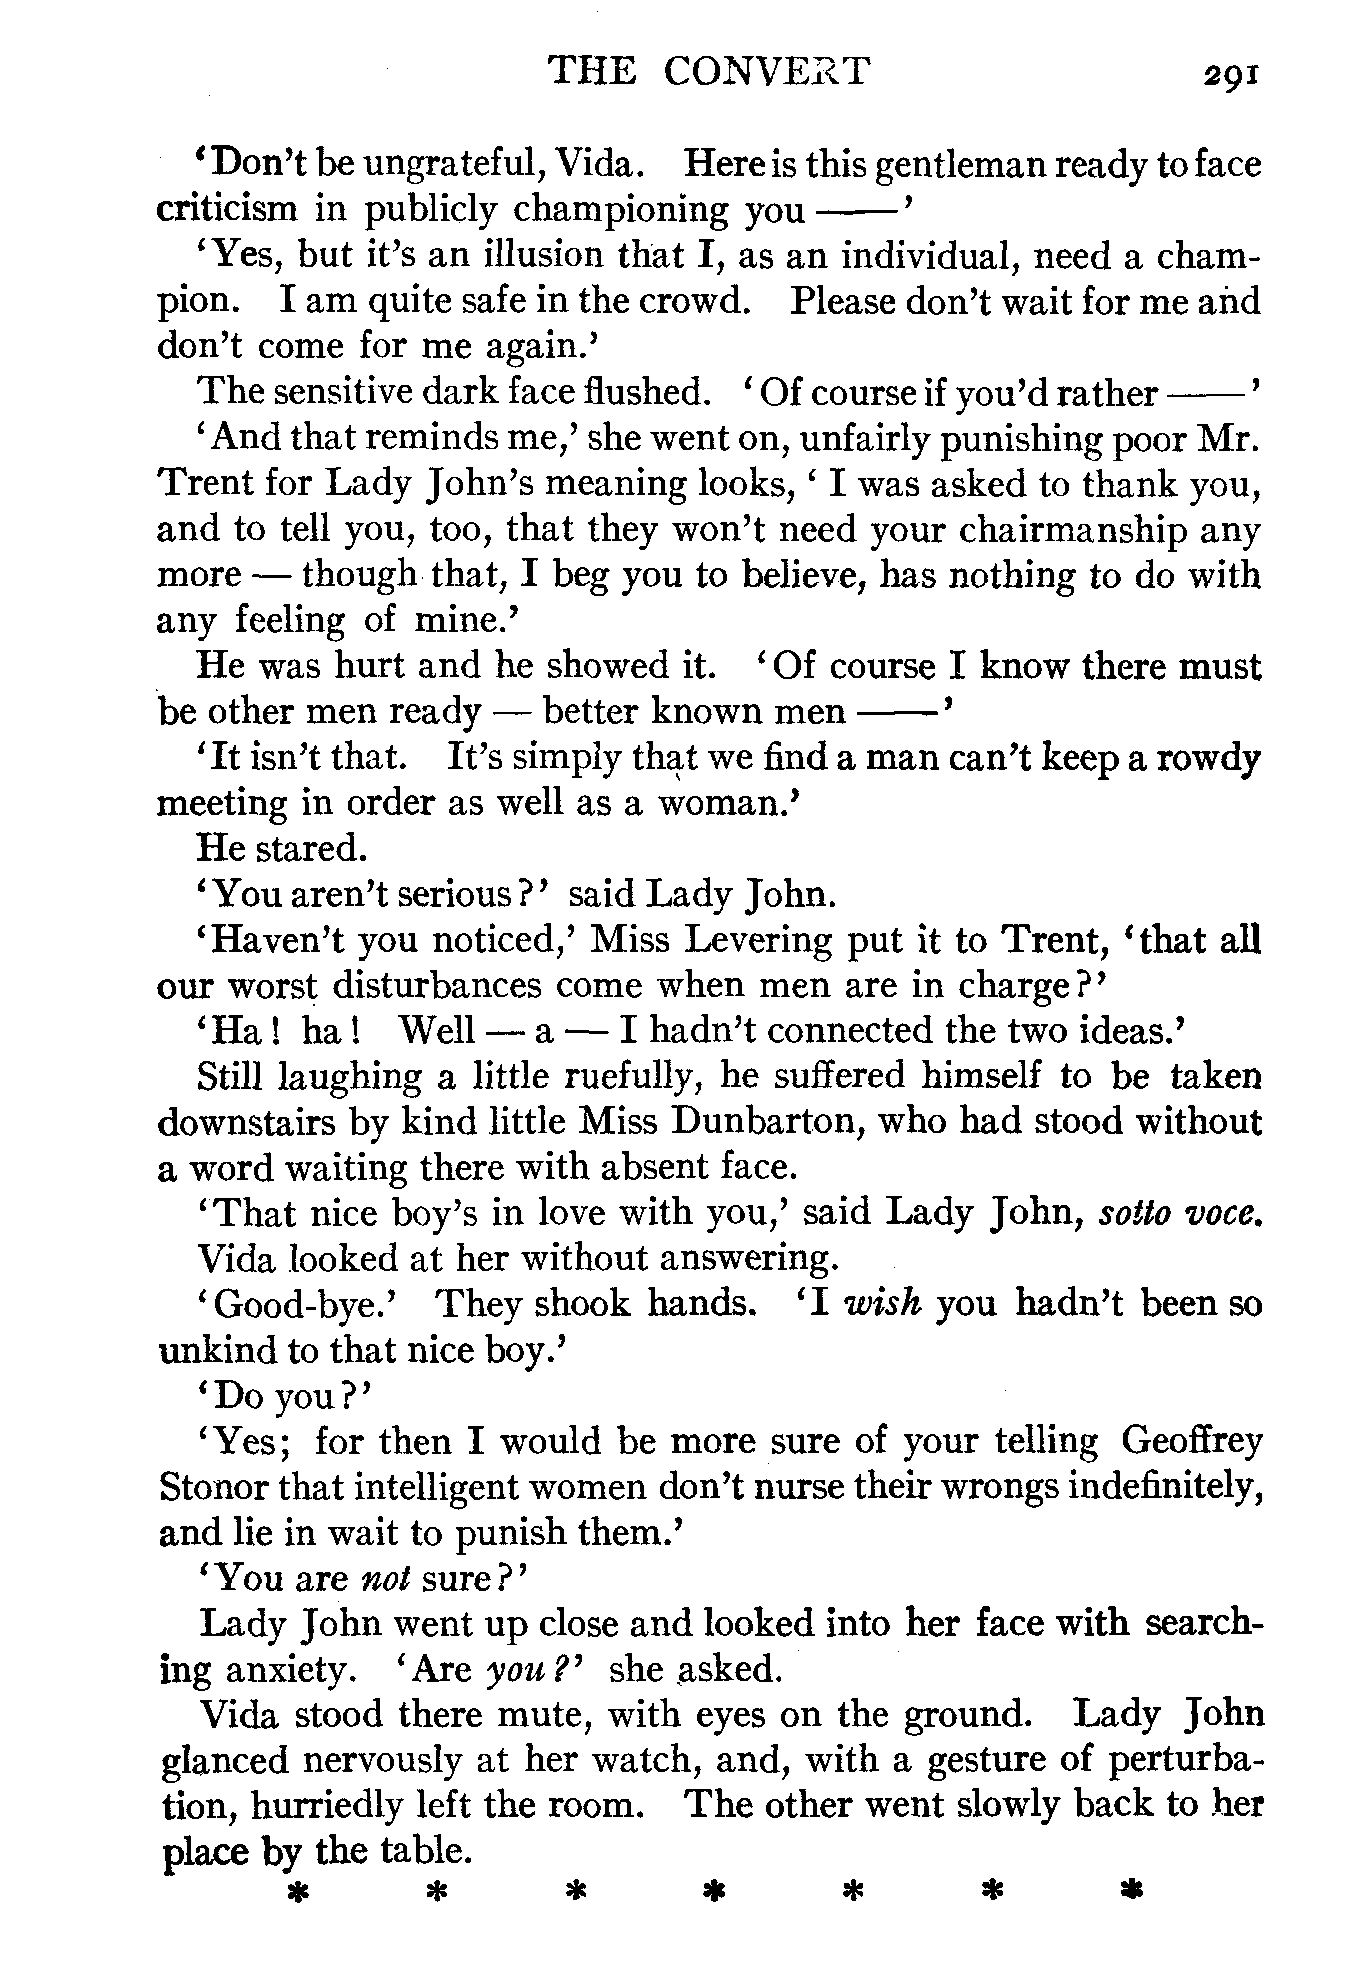 THE CONVERT 291
‘Don’t be ungrateful, Vida. Here is this gentleman ready to face
criticism in publicly championing you ——’
‘Yes, but it’s an illusion that I, as an individual, need a cham-
pion. I am quite safe in the crowd. Please don’t wait for me and
don’t come for me again.’
The sensitive dark face flushed. ‘Of course if you’d rather ——’
‘And that reminds me,’ she went on, unfairly punishing poor Mr.
Trent for Lady John’s meaning looks, ‘ I was asked to thank you,
and to tell you, too, that they won’t need your chairmanship any
more — though that, I beg you to believe, has nothing to do with
any feeling of mine.’
He was hurt and he showed it. ‘Of course I know there must
be other men ready — better known men ——’
‘It isn’t that. It’s simply that we find a man can’t keep a rowdy
meeting in order as well as a woman.’
He stared.
‘You aren’t serious?’ said Lady John.
‘Haven’t you noticed,’ Miss Levering put it to Trent, ‘that all
our worst disturbances come when men are in charge?’
‘Ha! ha! Well — a — I hadn’t connected the two ideas.’
Still laughing a little ruefully, he suffered himself to be taken
downstairs by kind little Miss Dunbarton, who had stood without
a word waiting there with absent face.
‘That nice boy’s in love with you,’ said Lady John, sotto voce.
Vida looked at her without answering.
‘Good-bye.’ They shook hands. ‘I wish you hadn’t been so
unkind to that nice boy.’
‘Do you?’
‘Yes; for then I would be more sure of your telling Geoffrey
Stonor that intelligent women don’t nurse their wrongs indefinitely,
and lie in wait to punish them.’
‘You are not sure?’
Lady John went up close and looked into her face with search-
ing anxiety. ‘Are you?’ she asked.
Vida stood there mute, with eyes on the ground. Lady John
glanced nervously at her watch, and, with a gesture of perturba-
tion, hurriedly left the room. The other went slowly back to her
place by the table.
* * * * * * *